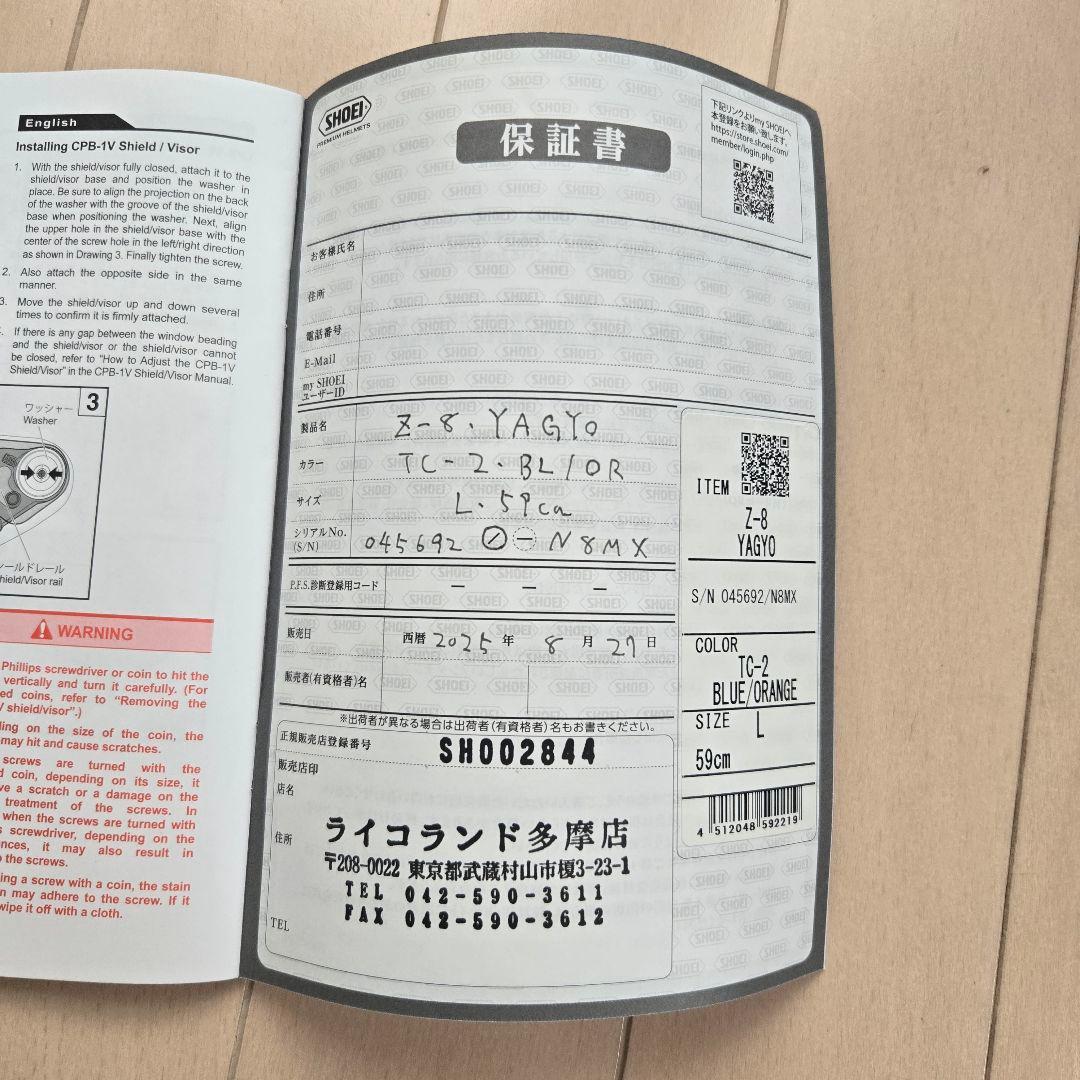 English
Installing CPB-1V Shield / Visor
1. With the shield/visor fully closed, attach it to the
shield/visor base and position the washer in
place. Be sure to align the projection on the back
of the washer with the groove of the shield/visor
base when positioning the washer. Next, align
the upper hole in the shield/visor base with the
center of the screw hole in the left/right direction
as shown in Drawing 3. Finally tighten the screw.
2. Also attach the opposite side in the same
manner.
3. Move the shield/visor up and down several
times to confirm it is firmly attached.
If there is any gap between the window beading
and the shield/visor or the shield/visor cannot
be closed, refer to "How to Adjust the CPB-1V
Shield/Visor" in the CPB-1V Shield/Visor Manual.
3
ワッシャー
Washer
ールドレール
hield/Visor rail
WARNING
Phillips screwdriver or coin to hit the
vertically and turn it carefully. (For
ed coins, refer to "Removing the
V shield/visor".)
ling on the size of the coin, the
may hit and cause scratches.
screws are turned with the
d coin, depending on its size, it
ve a scratch or a damage on the
treatment of the screws. In
when the screws are turned with
s screwdriver, depending on the
nces, it may also result in
o the screws.
ing a screw with a coin, the stain
n may adhere to the screw. If it
wipe it off with a cloth.
SHOEI
PREMIUM HELMETS
保証書
下記リンクよりmy SHOEIへ
本登録をお願い致します。
https://store.shoei.com/
member/login.php
お客様氏名
住所
電話番号
E-Mail
my SHOEI
ユーザーID
製品名 Z-8.YAGYO
カラー TC-2.BL/OR
サイズ L.59cm
シリアルNo.
(S/N) 045692 / - N8MX
P.F.S.診断登録用コード — — —
販売日 西暦 2025 年 8 月 27 日
販売者(有資格者)名
※出荷者が異なる場合は出荷者(有資格者)名もお書きください。
正規販売店登録番号 SH002844
販売店印
店名
ライコランド多摩店
住所
〒208-0022 東京都武蔵村山市榎3-23-1
TEL 042-590-3611
FAX 042-590-3612
TEL
ITEM
Z-8
YAGYO
S/N 045692/N8MX
COLOR
TC-2
BLUE/ORANGE
SIZE L
59cm
4 512048 592219